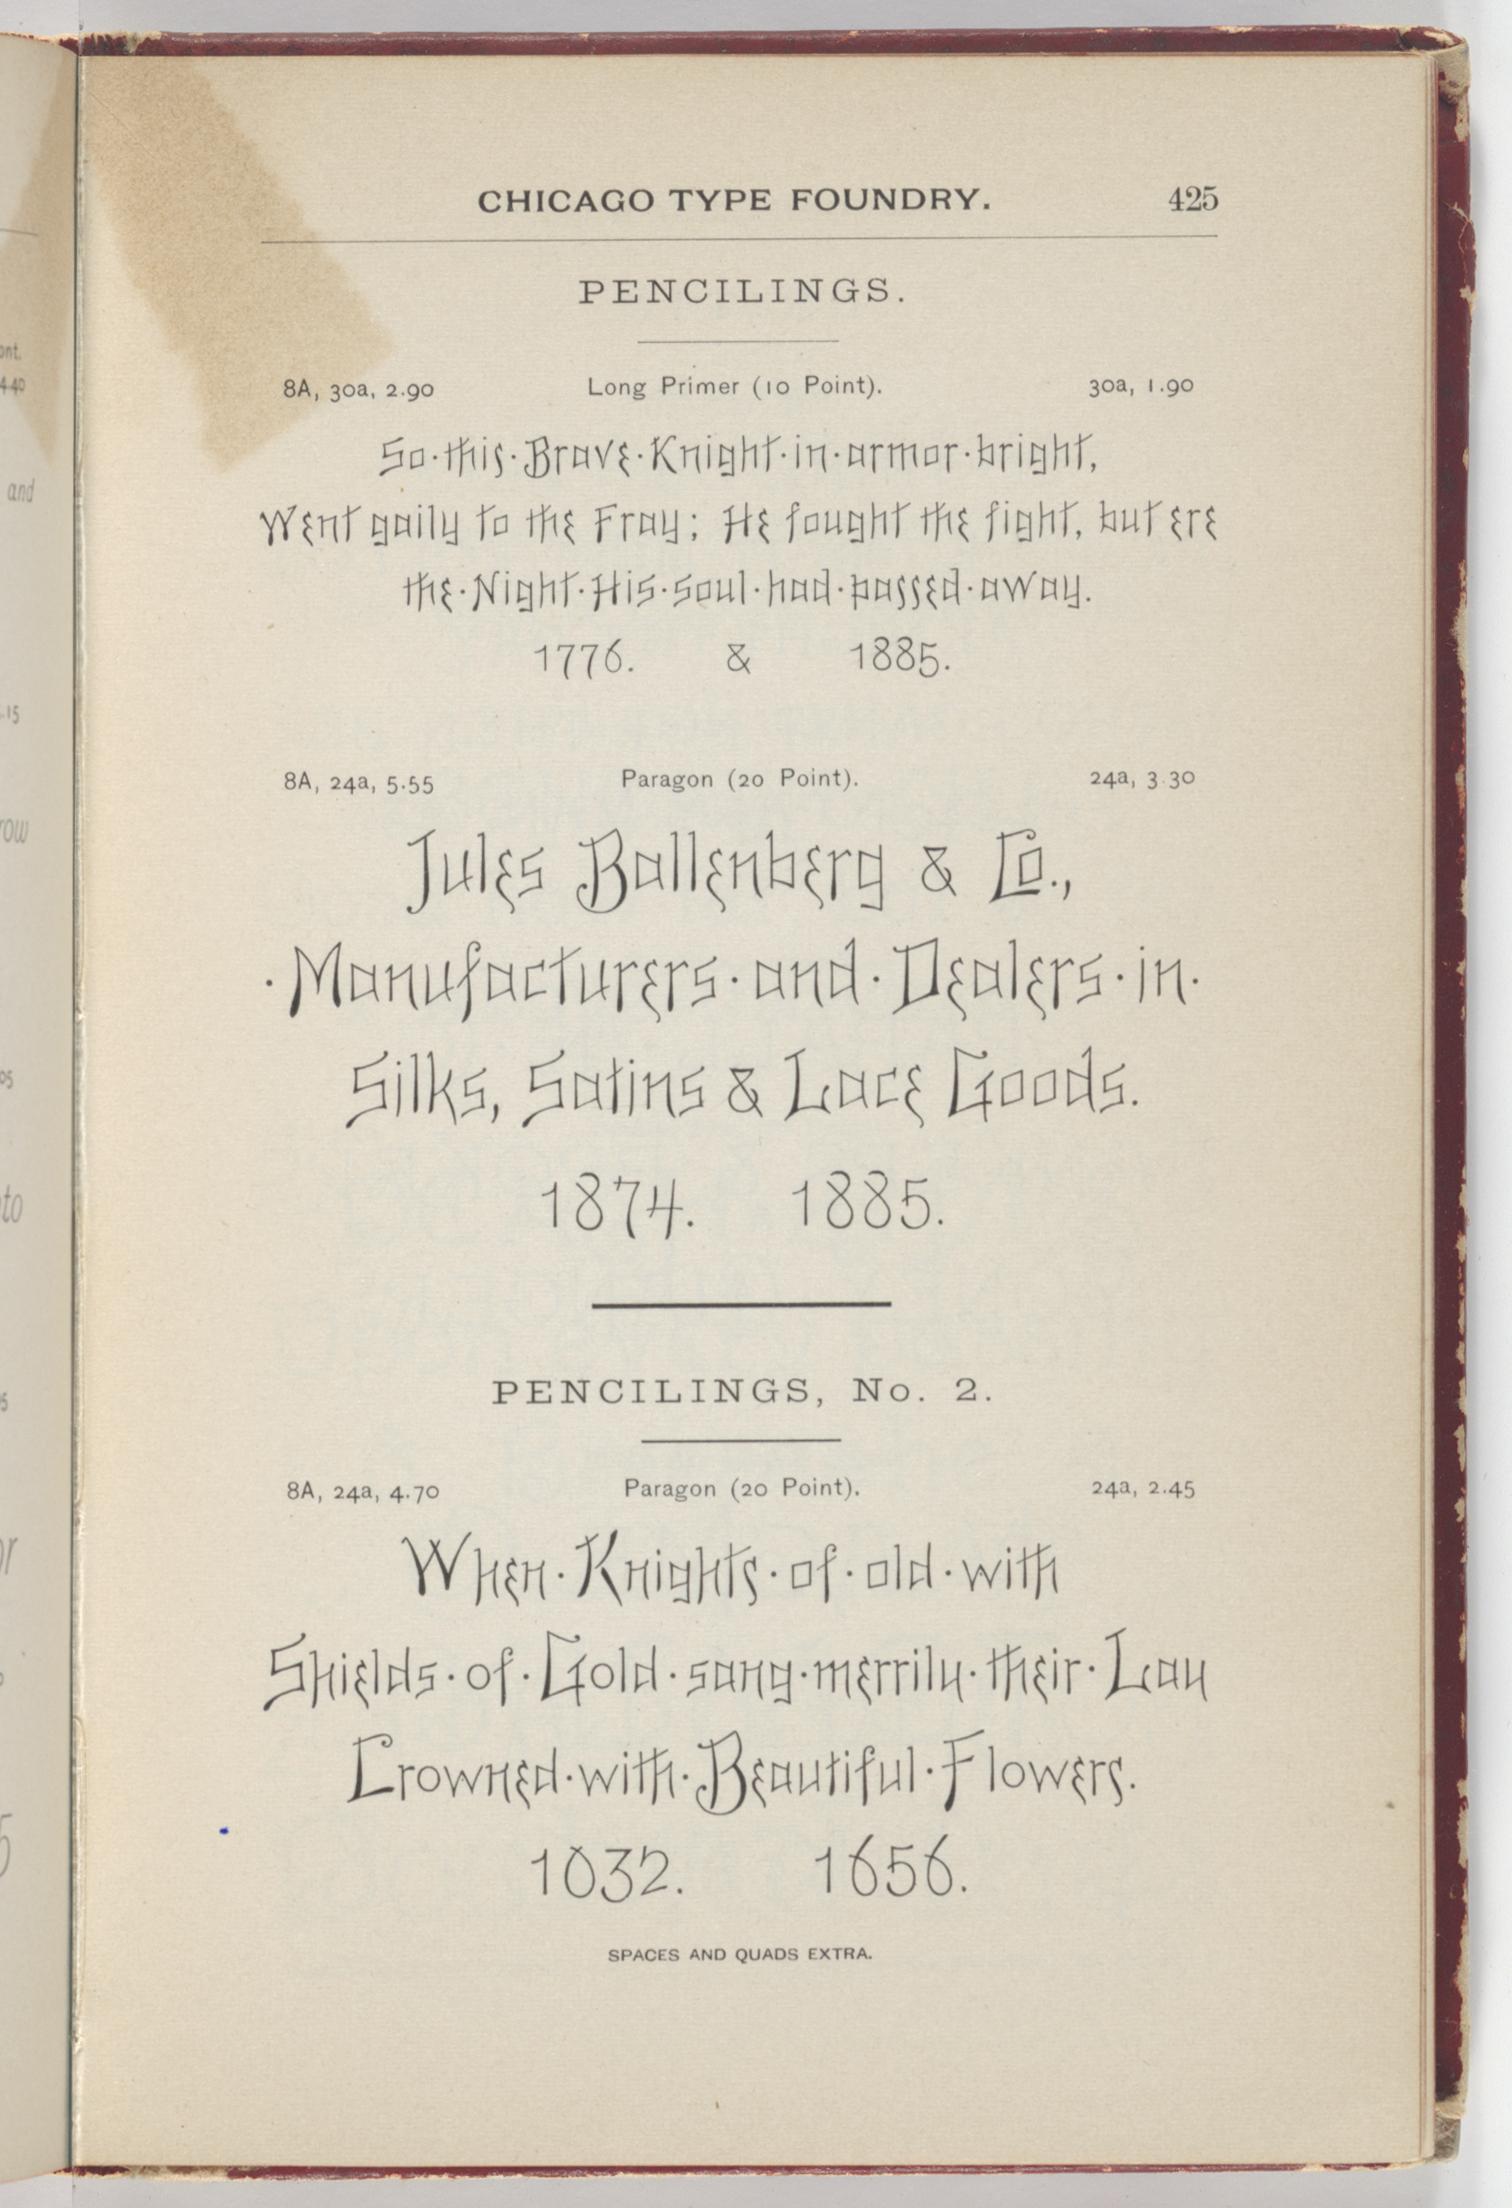 CHICAGO TYPE FOUNDRY. 425
PENCILINGS.
8A, 30a, 2.90 Long Primer (10 Point). 30a, 1.90
So·this·Brave·Knight·in·armor·bright,
Went gaily to the Fray; He fought the fight, but ere
the·Night·His·soul·had·passed·away.
1776. & 1885.
8A, 24a, 5.55 Paragon (20 Point). 24a, 3.30
Jules Ballenberg & Co.,
·Manufacturers·and·Dealers·in·
Silks, Satins & Lace Goods.
1874. 1885.
PENCILINGS, No. 2.
8A, 24a, 4.70 Paragon (20 Point). 24a, 2.45
When·Knights·of·old·with
Shields·of·Gold·sang·merrily·their·Lay
Crowned·with·Beautiful·Flowers.
1032. 1656.
SPACES AND QUADS EXTRA.